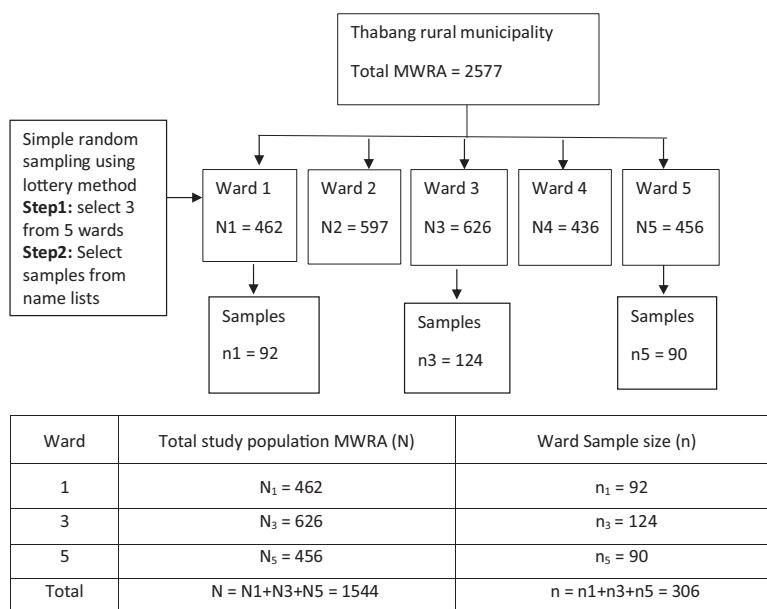 Thabang rural municipality
Total MWRA = 2577
Simple random
sampling using
lottery method
Step1: select 3
from 5 wards
Step2: Select
samples from
name lists
Ward 1
N1 = 462
Ward 2
N2 = 597
Ward 3
N3 = 626
Ward 4
N4 = 436
Ward 5
N5 = 456
Samples
n1 = 92
Samples
n3 = 124
Samples
n5 = 90
Ward Total study population MWRA (N) Ward Sample size (n)
1 N₁ = 462 n₁ = 92
3 N₃ = 626 n₃ = 124
5 N₅ = 456 n₅ = 90
Total N = N1+N3+N5 = 1544 n = n1+n3+n5 = 306